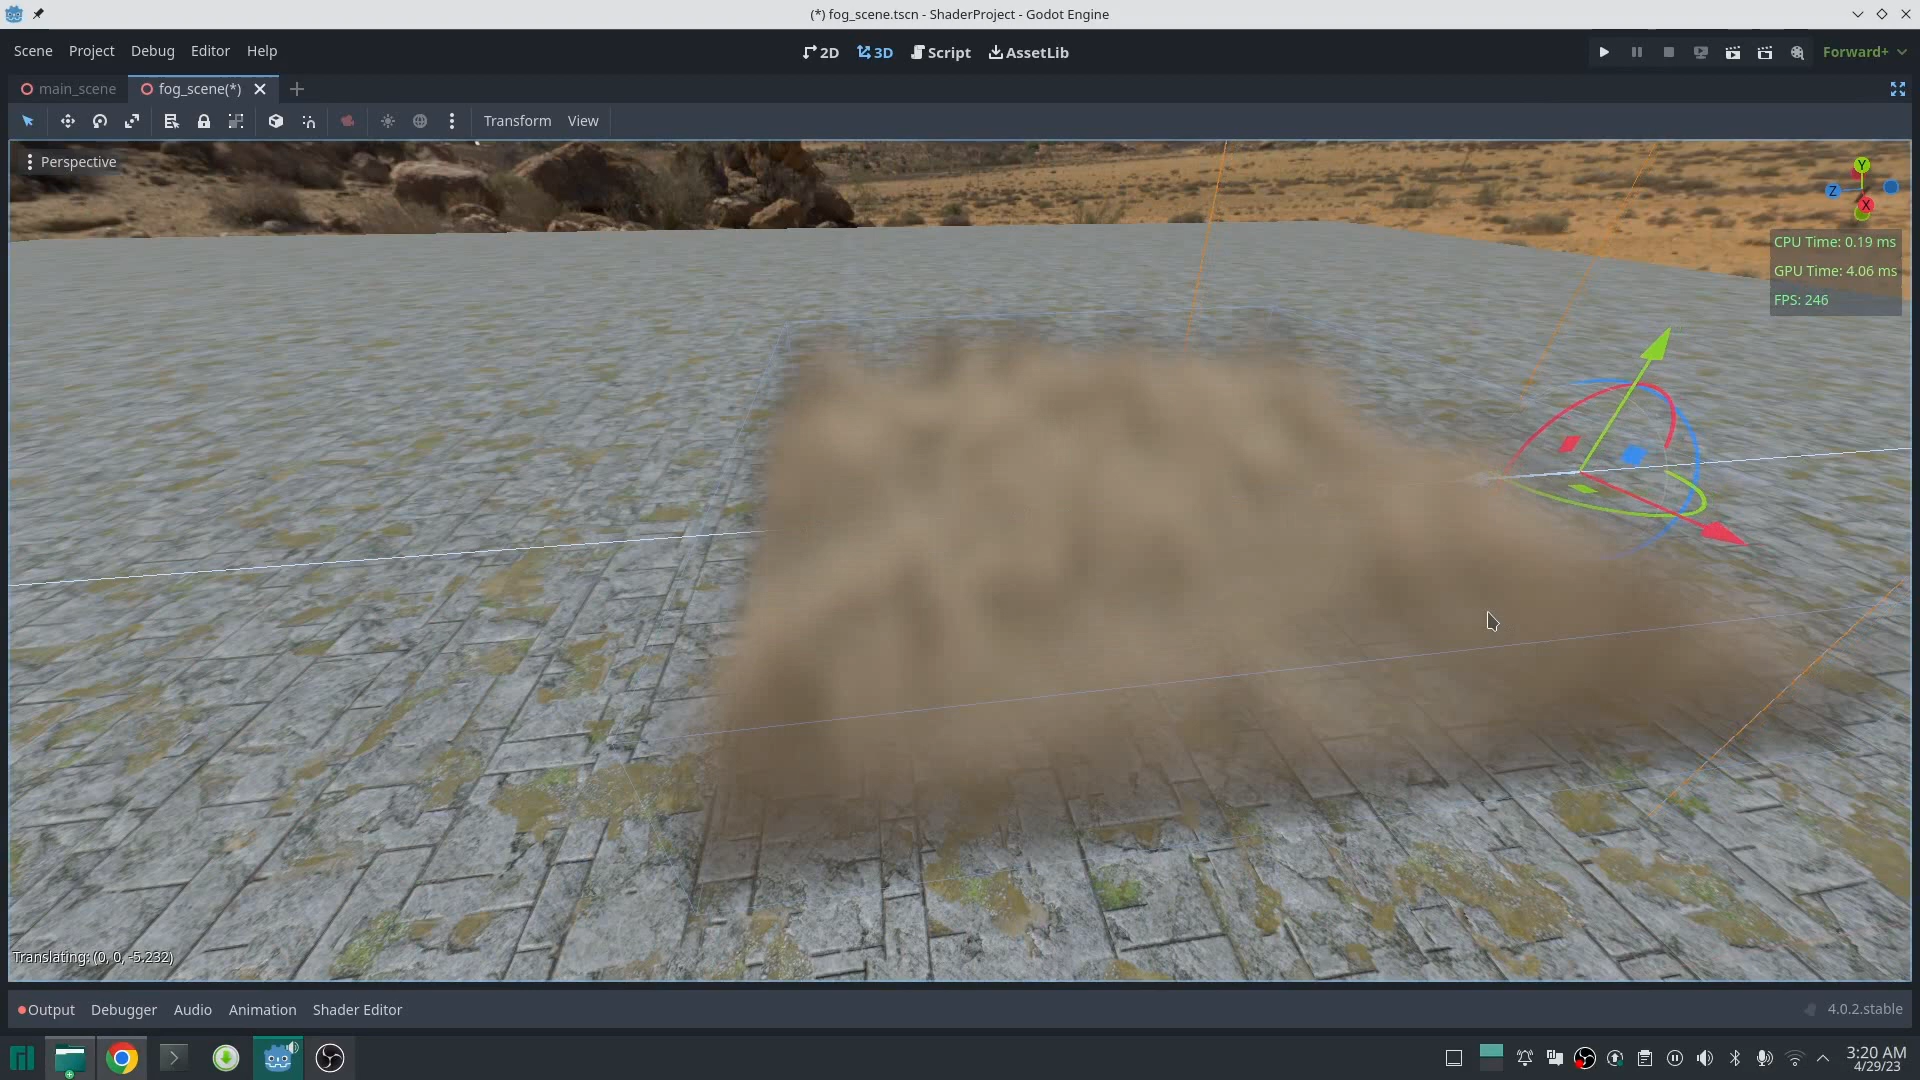 (*) fog_scene.tscn - ShaderProject - Godot Engine
Scene Project Debug Editor Help
2D 3D Script AssetLib
Forward+
main_scene fog_scene(*)
Transform View
Perspective
Y
Z
X
CPU Time: 0.19 ms
GPU Time: 4.06 ms
FPS: 246
Translating: (0, 0, -5.232)
Output Debugger Audio Animation Shader Editor
4.0.2.stable
3:20 AM
4/29/23